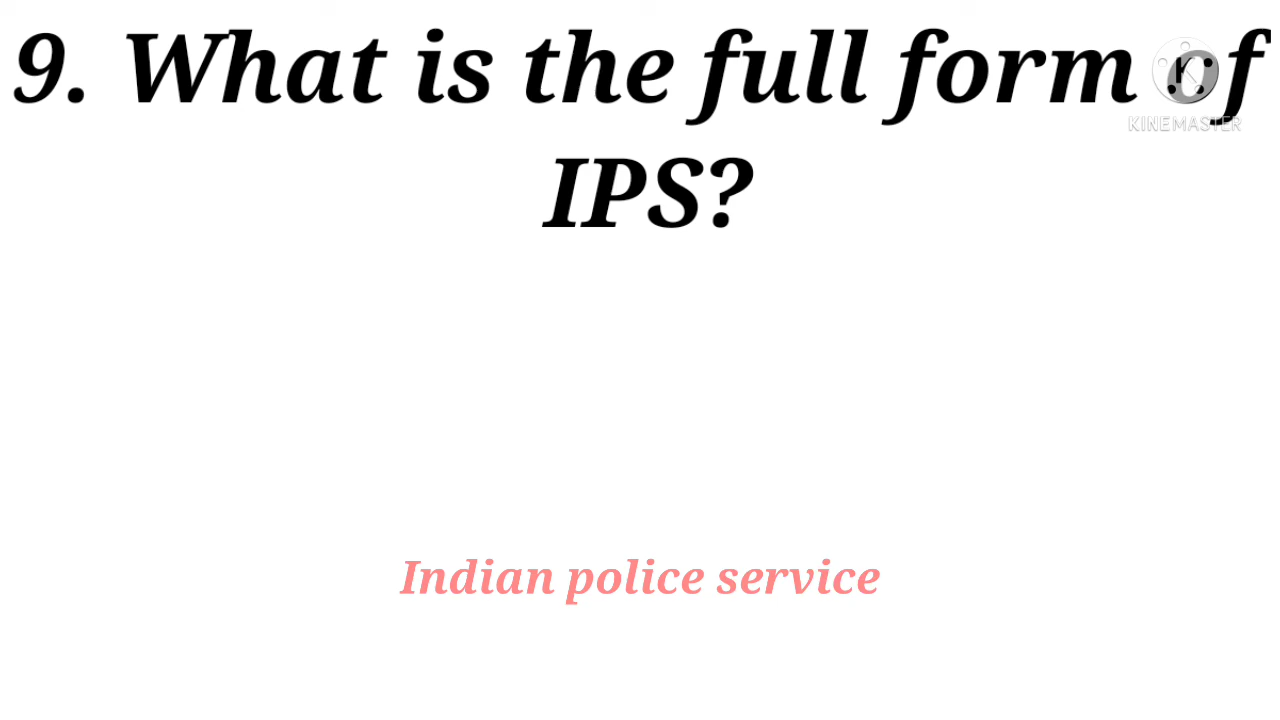 9. What is the full form of
IPS?
KINEMASTER
Indian police service